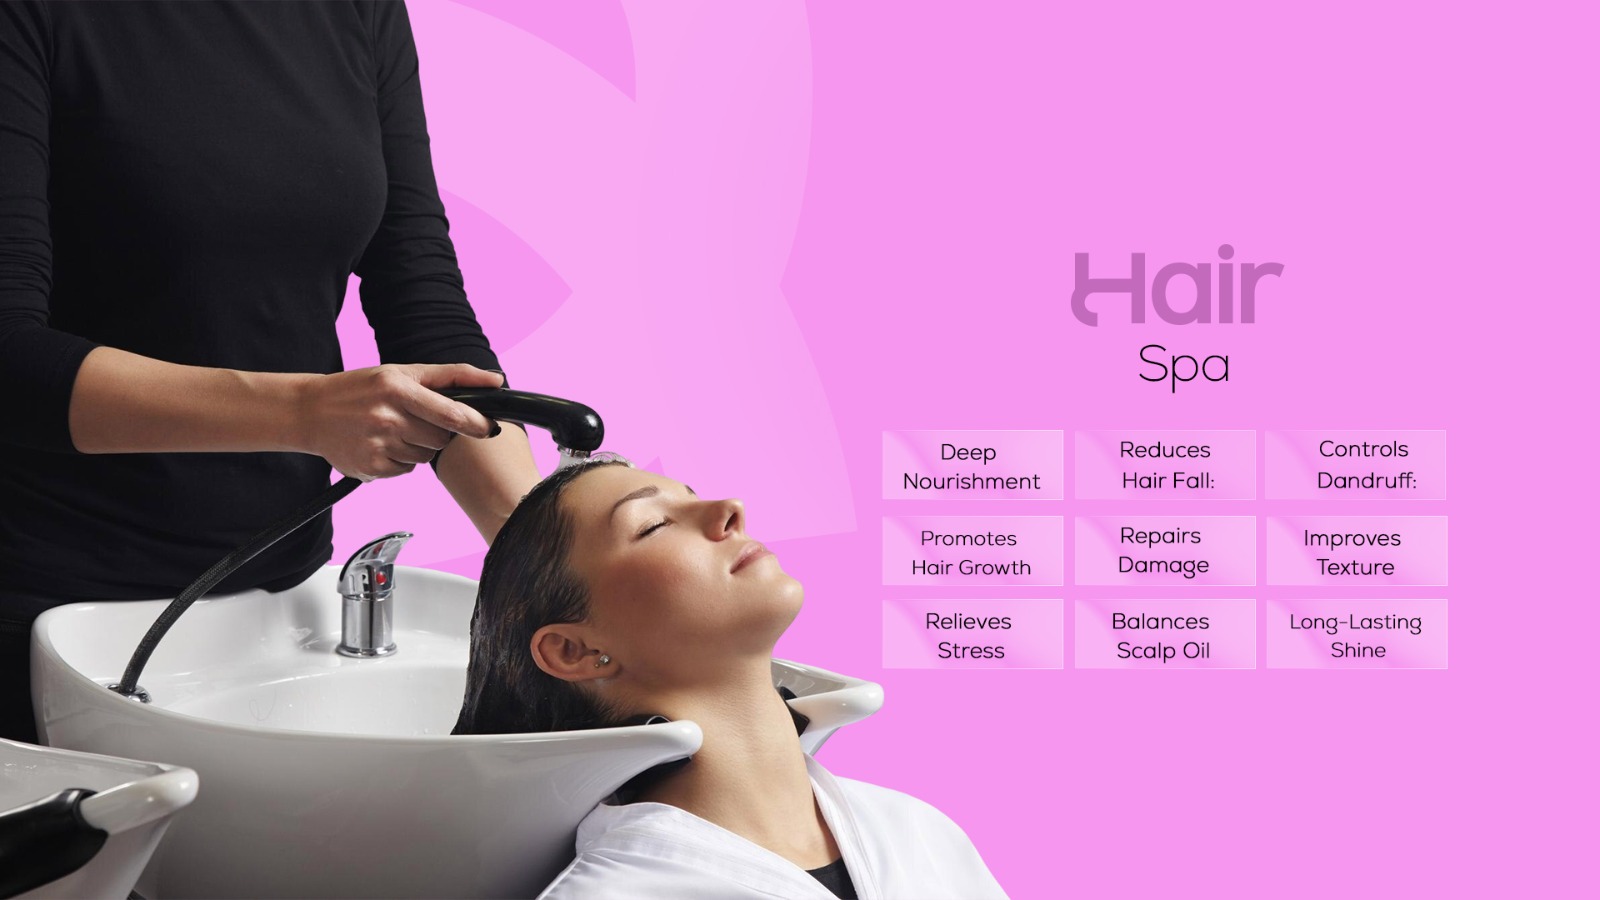 Hair
Spa
Deep
Nourishment
Reduces
Hair Fall:
Controls
Dandruff:
Promotes
Hair Growth
Repairs
Damage
Improves
Texture
Relieves
Stress
Balances
Scalp Oil
Long-Lasting
Shine